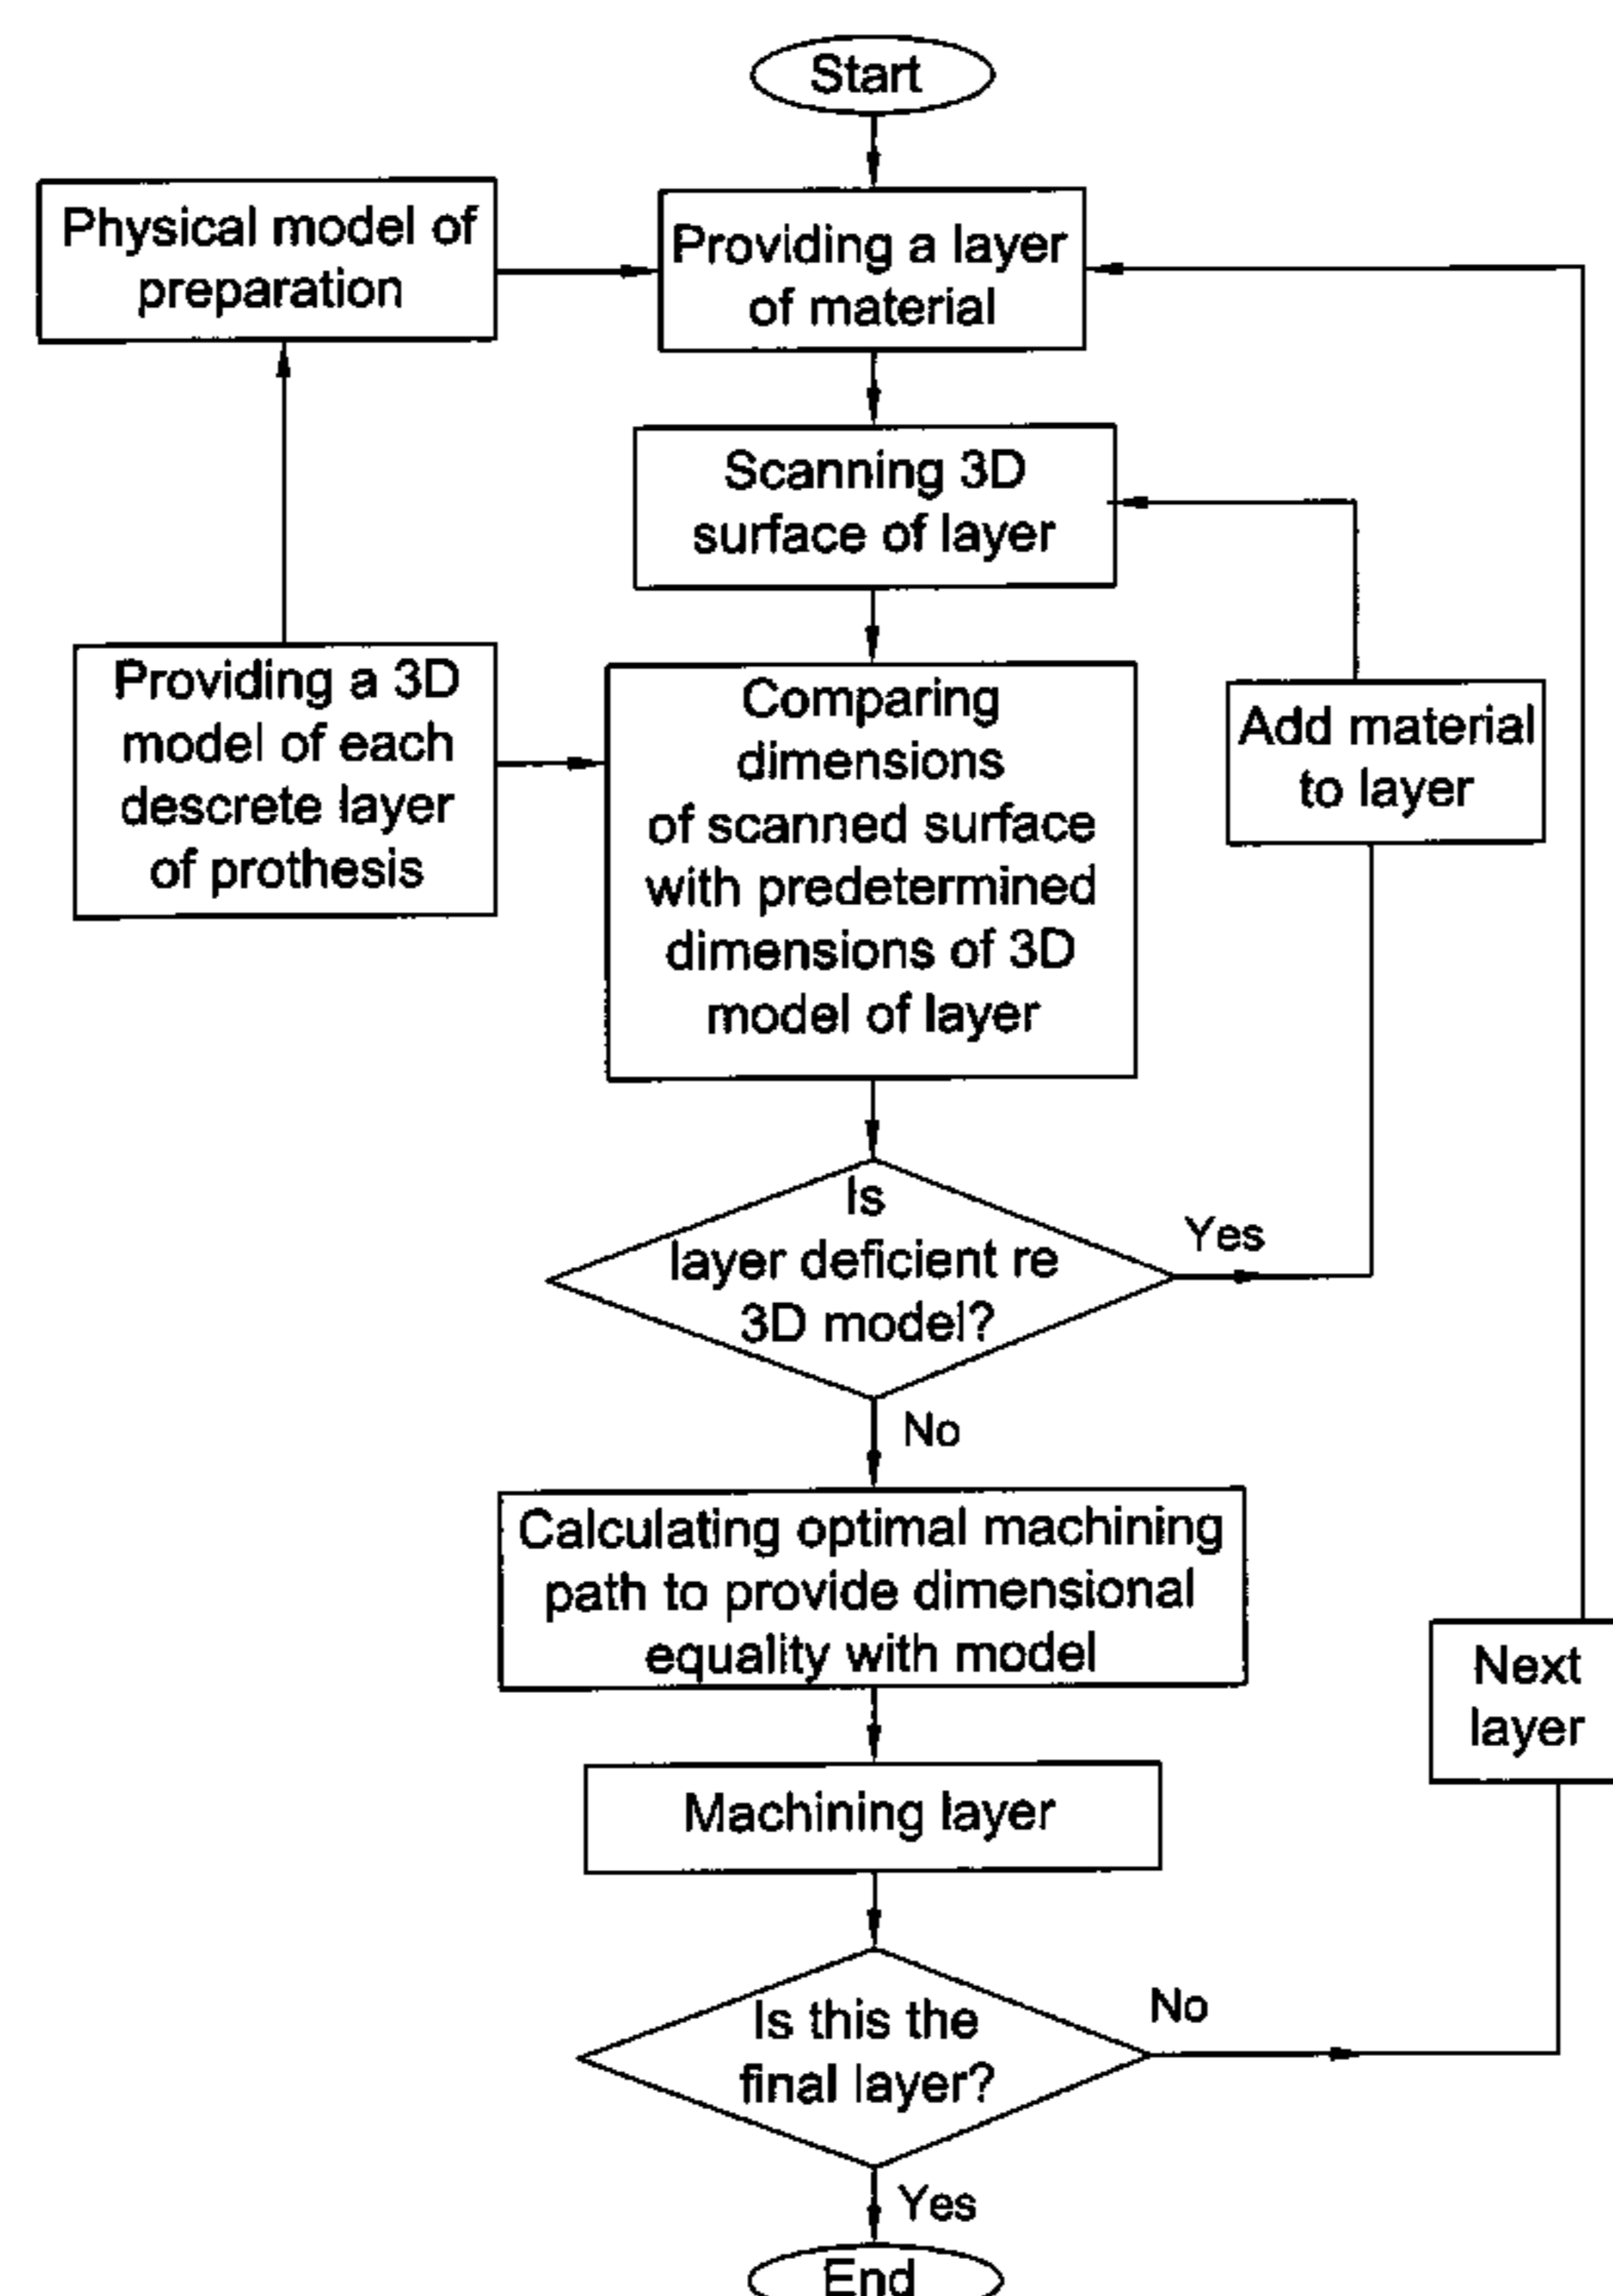 Start
Physical model of
preparation
Providing a layer
of material
Scanning 3D
surface of layer
Providing a 3D
model of each
descrete layer
of prothesis
Comparing
dimensions
of scanned surface
with predetermined
dimensions of 3D
model of layer
Add material
to layer
Is
layer deficient re
3D model?
Yes
No
Calculating optimal machining
path to provide dimensional
equality with model
Next
layer
Machining layer
Is this the
final layer?
No
Yes
End